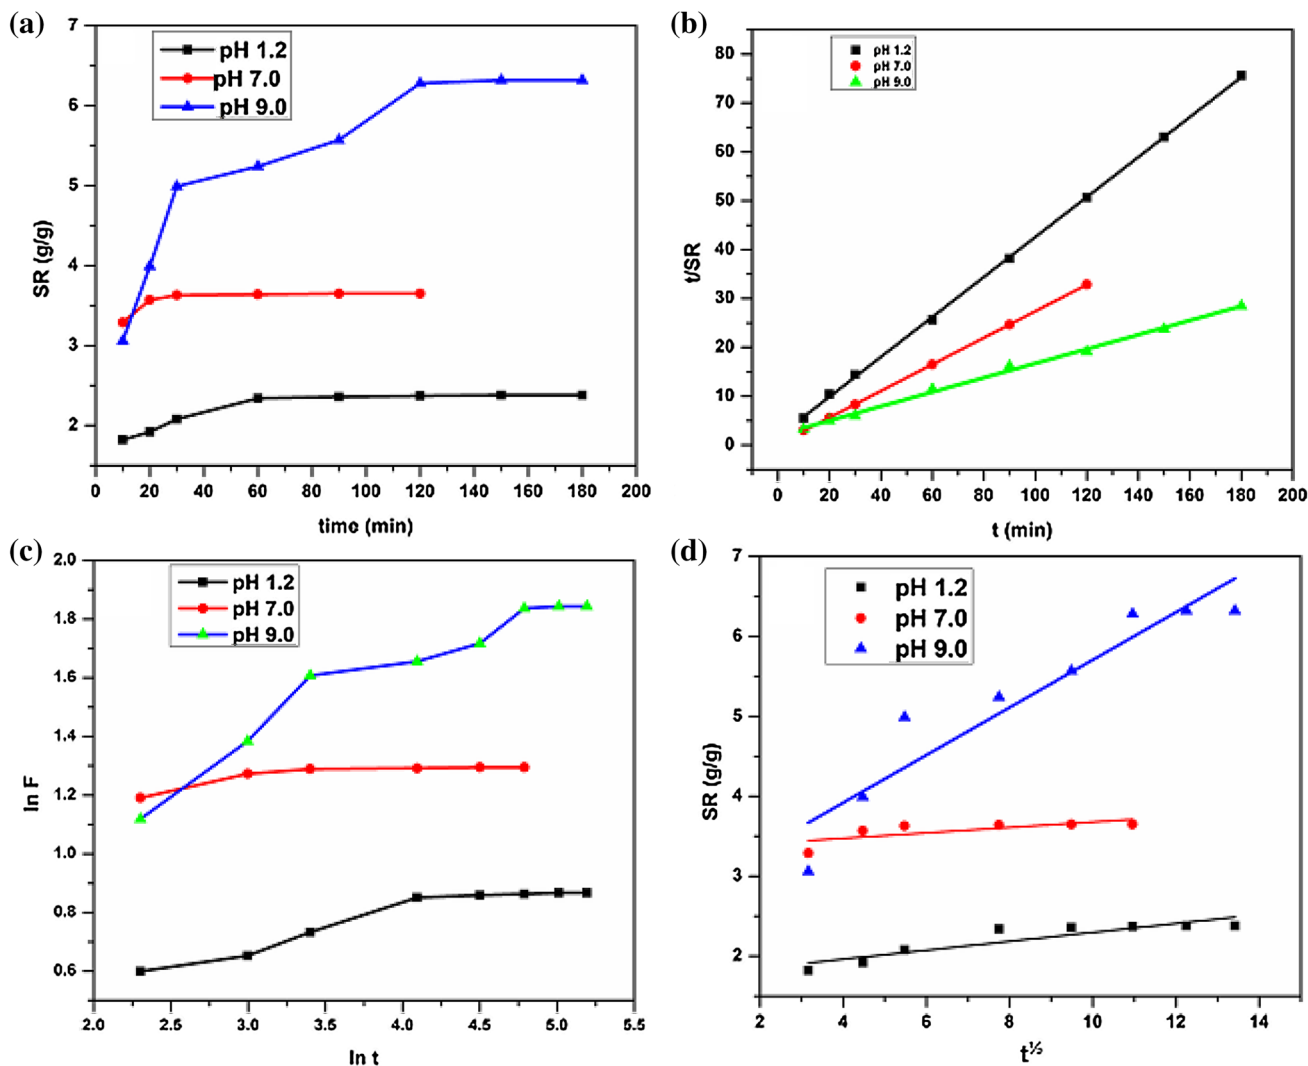 (a)
7
6
5
4
3
2
SR (g/g)
pH 1.2
pH 7.0
pH 9.0
0 20 40 60 80 100 120 140 160 180 200
time (min)
(b)
80
70
60
50
40
30
20
10
0
t/SR
pH 1.2
pH 7.0
pH 9.0
0 20 40 60 80 100 120 140 160 180 200
t (min)
(c)
2.0
1.8
1.6
1.4
1.2
1.0
0.8
0.6
ln F
pH 1.2
pH 7.0
pH 9.0
2.0 2.5 3.0 3.5 4.0 4.5 5.0 5.5
ln t
(d)
7
6
5
4
3
2
SR (g/g)
pH 1.2
pH 7.0
pH 9.0
2 4 6 8 10 12 14
t½